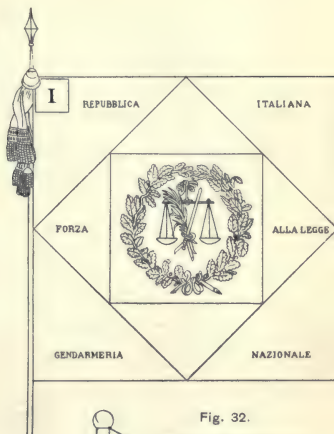 I
REPUBBLICA ITALIANA
FORZA ALLA LEGGE
GENDARMERIA NAZIONALE
Fig. 32.